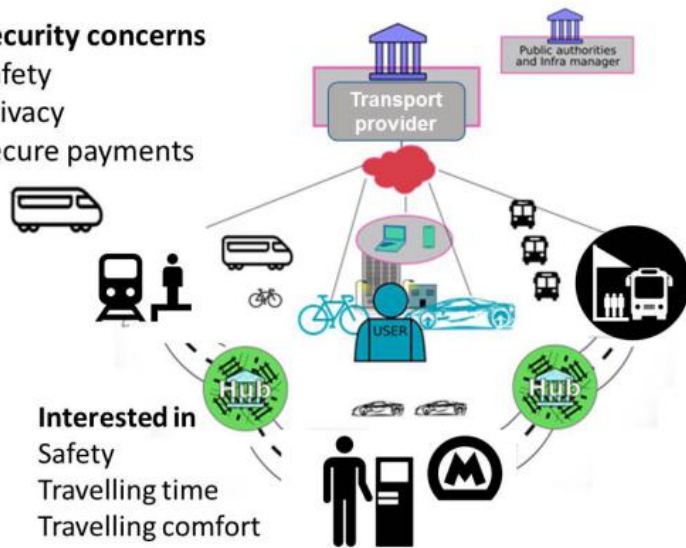 ecurity concerns
afety
ivacy
ecure payments
Public authorities
and Infra manager
Transport
provider
USER
Hub
Hub
Interested in
Safety
Travelling time
Travelling comfort
M